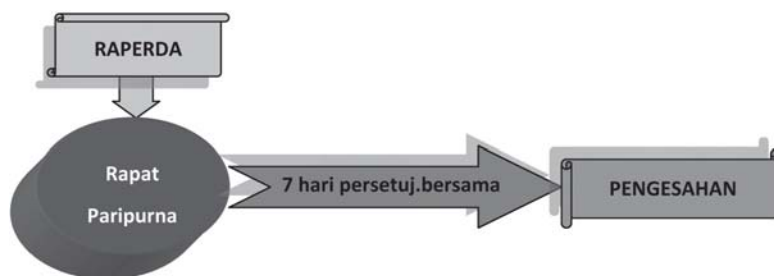 RAPERDA
Rapat
Paripurna
7 hari persetuj.bersama
PENGESAHAN